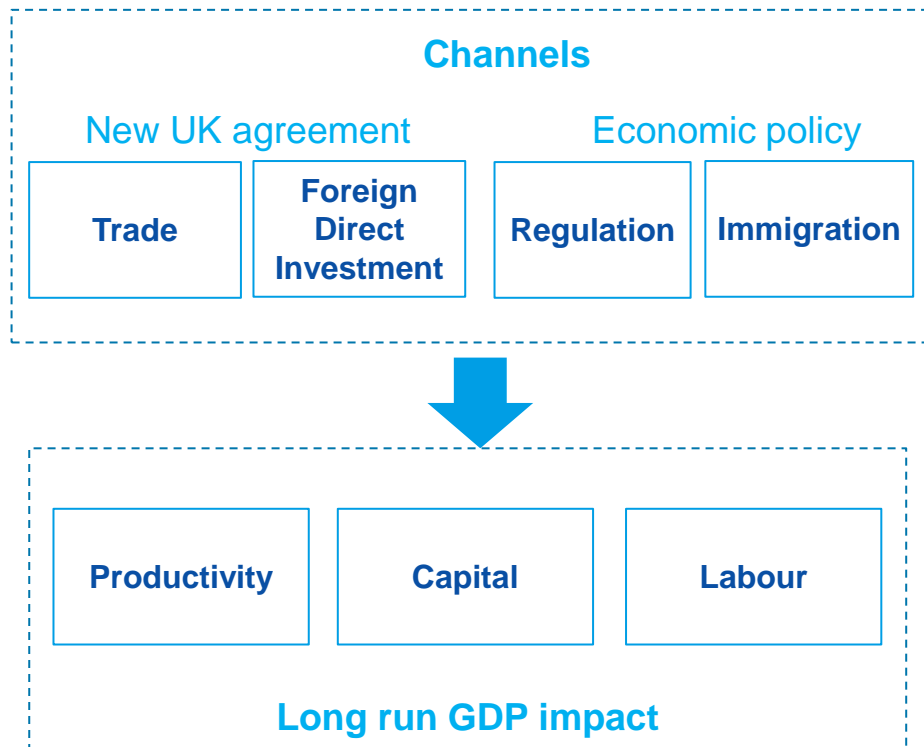 Channels
New UK agreement
Economic policy
Trade
Foreign
Direct
Investment
Regulation
Immigration
Productivity
Capital
Labour
Long run GDP impact